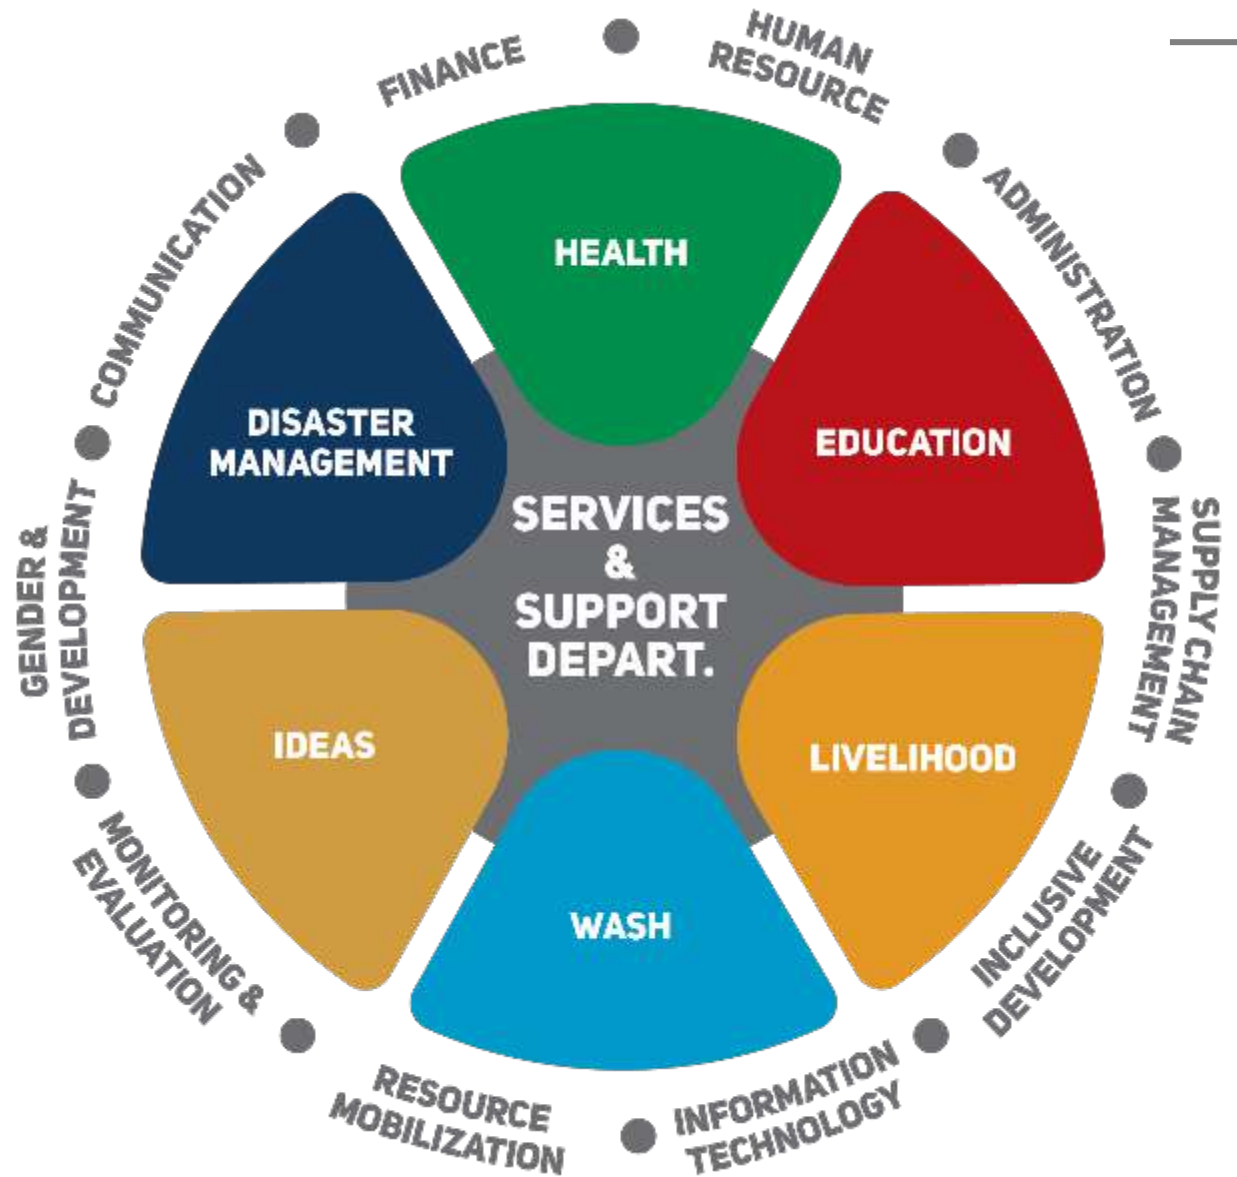 FINANCE
HUMAN
RESOURCE
ADMINISTRATION
SUPPLY CHAIN
MANAGEMENT
INCLUSIVE
DEVELOPMENT
INFORMATION
TECHNOLOGY
RESOURCE
MOBILIZATION
MONITORING &
EVALUATION
GENDER &
DEVELOPMENT
COMMUNICATION
HEALTH
EDUCATION
LIVELIHOOD
WASH
IDEAS
DISASTER
MANAGEMENT
SERVICES
&
SUPPORT
DEPART.